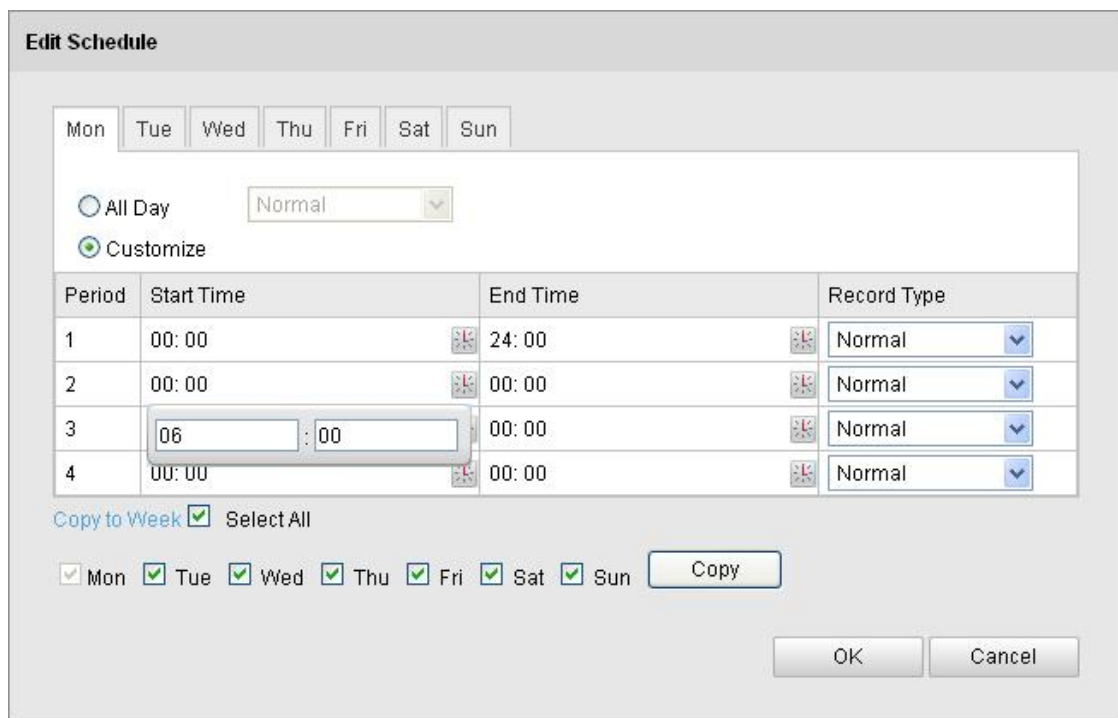 Edit Schedule
Mon Tue Wed Thu Fri Sat Sun
All Day Normal
Customize
Period Start Time End Time Record Type
1 00: 00 24: 00 Normal
2 00: 00 00: 00 Normal
3 06 : 00 00: 00 Normal
4 00: 00 00: 00 Normal
Copy to Week Select All
Mon Tue Wed Thu Fri Sat Sun Copy
OK Cancel